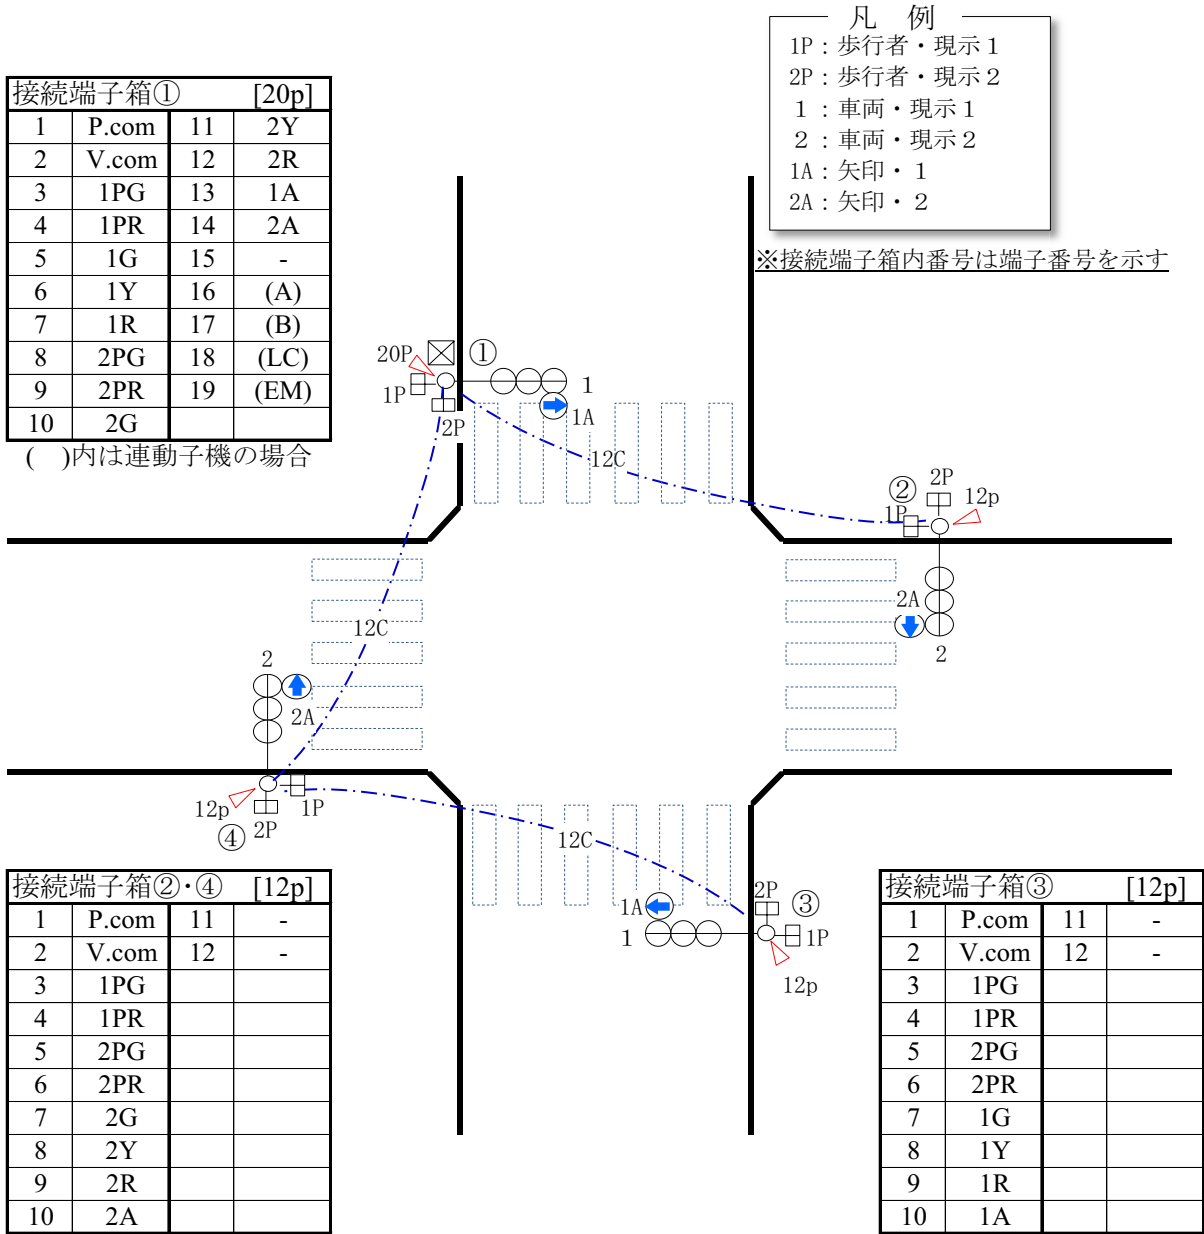 凡 例
1P：歩行者・現示１
2P：歩行者・現示２
1：車両・現示１
2：車両・現示２
1A：矢印・１
2A：矢印・２
※接続端子箱内番号は端子番号を示す
接続端子箱① [20p]
1 P.com 11 2Y
2 V.com 12 2R
3 1PG 13 1A
4 1PR 14 2A
5 1G 15 -
6 1Y 16 (A)
7 1R 17 (B)
8 2PG 18 (LC)
9 2PR 19 (EM)
10 2G
( )内は連動子機の場合
20P
①
1P
2P
1
1A
12C
②
2P
12p
1P
2A
2
12C
2
2A
12p
1P
④
2P
12C
1A
2P
③
1
1P
12p
接続端子箱②・④ [12p]
1 P.com 11 -
2 V.com 12 -
3 1PG
4 1PR
5 2PG
6 2PR
7 2G
8 2Y
9 2R
10 2A
接続端子箱③ [12p]
1 P.com 11 -
2 V.com 12 -
3 1PG
4 1PR
5 2PG
6 2PR
7 1G
8 1Y
9 1R
10 1A